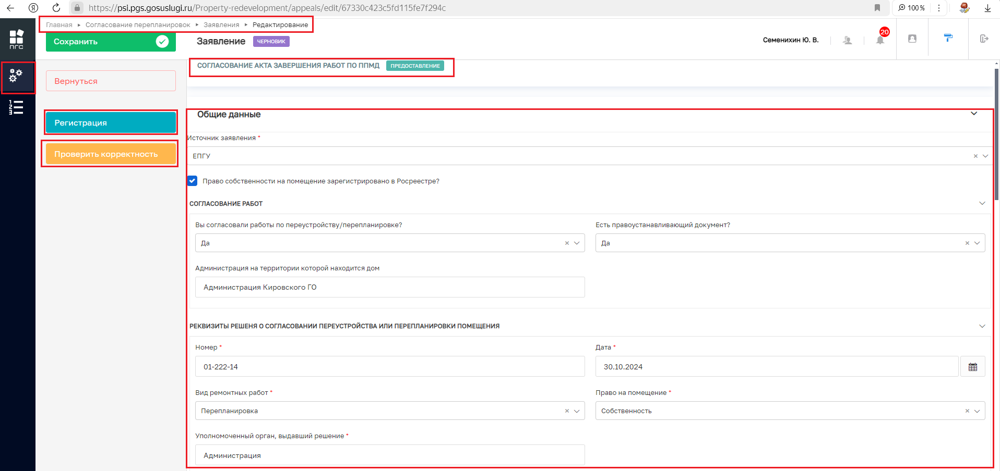 https://psi.pgs.gosuslugi.ru/Property-redevelopment/appeals/edit/67330c423c5fd115fe7f294c
100 %
Главная ▸ Согласование перепланировок ▸ Заявления ▸ Редактирование
ПГС
Сохранить
Заявление ЧЕРНОВИК
Семенихин Ю. В.
20
СОГЛАСОВАНИЕ АКТА ЗАВЕРШЕНИЯ РАБОТ ПО ППМД ПРЕДОСТАВЛЕНИЕ
Вернуться
Регистрация
Проверить корректность
Общие данные
Источник заявления *
ЕПГУ
Право собственности на помещение зарегистрировано в Росреестре?
СОГЛАСОВАНИЕ РАБОТ
Вы согласовали работы по переустройству/перепланировке?
Есть правоустанавливающий документ?
Да
Да
Администрация на территории которой находится дом
Администрация Кировского ГО
РЕКВИЗИТЫ РЕШЕНЯ О СОГЛАСОВАНИИ ПЕРЕУСТРОЙСТВА ИЛИ ПЕРЕПЛАНИРОВКИ ПОМЕЩЕНИЯ
Номер *
Дата *
01-222-14
30.10.2024
Вид ремонтных работ *
Право на помещение *
Перепланировка
Собственность
Уполномоченный орган, выдавший решение *
Администрация